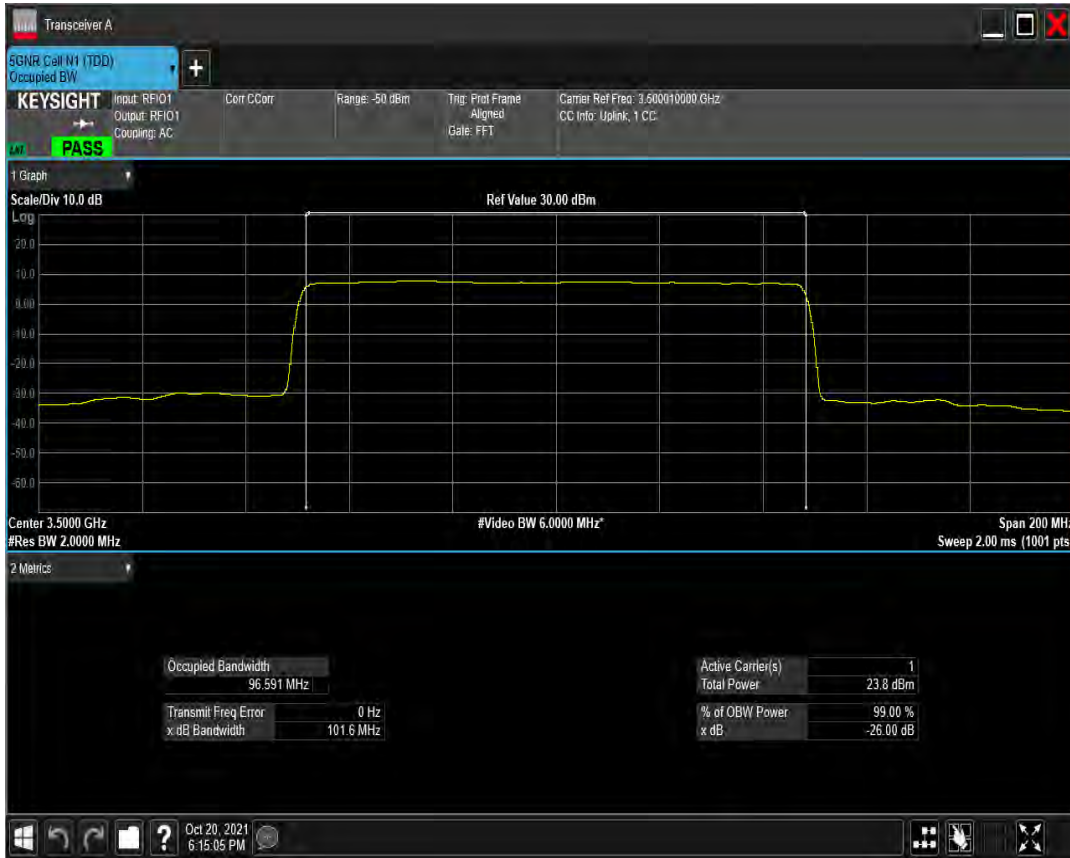 Transceiver A
5GNR Cell N1 (TDD)
Occupied BW
+
KEYSIGHT
Input: RFIO1
Output: RFIO1
Coupling: AC
Corr CCorr
Range: -50 dBm
Trig: Prot Frame
Aligned
Gate: FFT
Carrier Ref Freq: 3.500010000 GHz
CC Info: Uplink, 1 CC
PASS
1 Graph
Scale/Div 10.0 dB
Ref Value 30.00 dBm
Log
20.0
10.0
0.00
-10.0
-20.0
-30.0
-40.0
-50.0
-60.0
Center 3.5000 GHz
#Video BW 6.0000 MHz*
Span 200 MHz
#Res BW 2.0000 MHz
Sweep 2.00 ms (1001 pts
2 Metrics
Occupied Bandwidth
96.591 MHz
Transmit Freq Error 0 Hz
x dB Bandwidth 101.6 MHz
Active Carrier(s) 1
Total Power 23.8 dBm
% of OBW Power 99.00 %
x dB -26.00 dB
?
Oct 20, 2021
6:15:05 PM